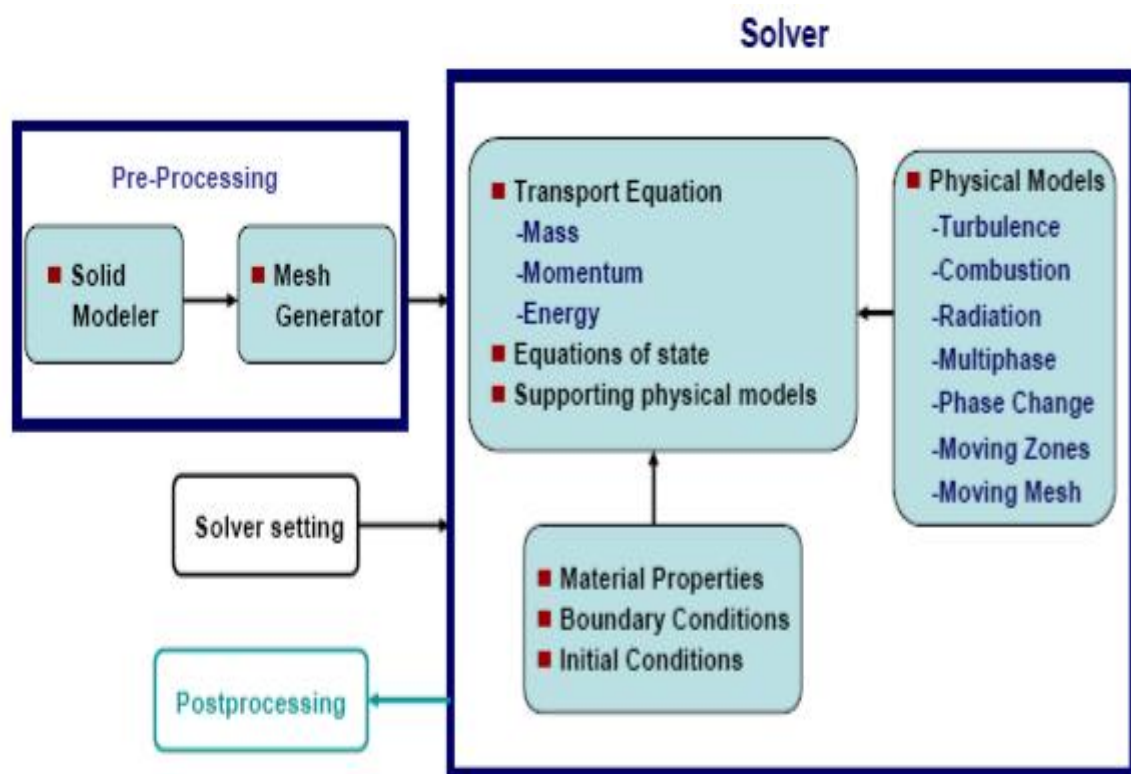 Solver
Pre-Processing
■ Solid
Modeler
■ Mesh
Generator
■ Transport Equation
-Mass
-Momentum
-Energy
■ Equations of state
■ Supporting physical models
■ Physical Models
-Turbulence
-Combustion
-Radiation
-Multiphase
-Phase Change
-Moving Zones
-Moving Mesh
Solver setting
■ Material Properties
■ Boundary Conditions
■ Initial Conditions
Postprocessing